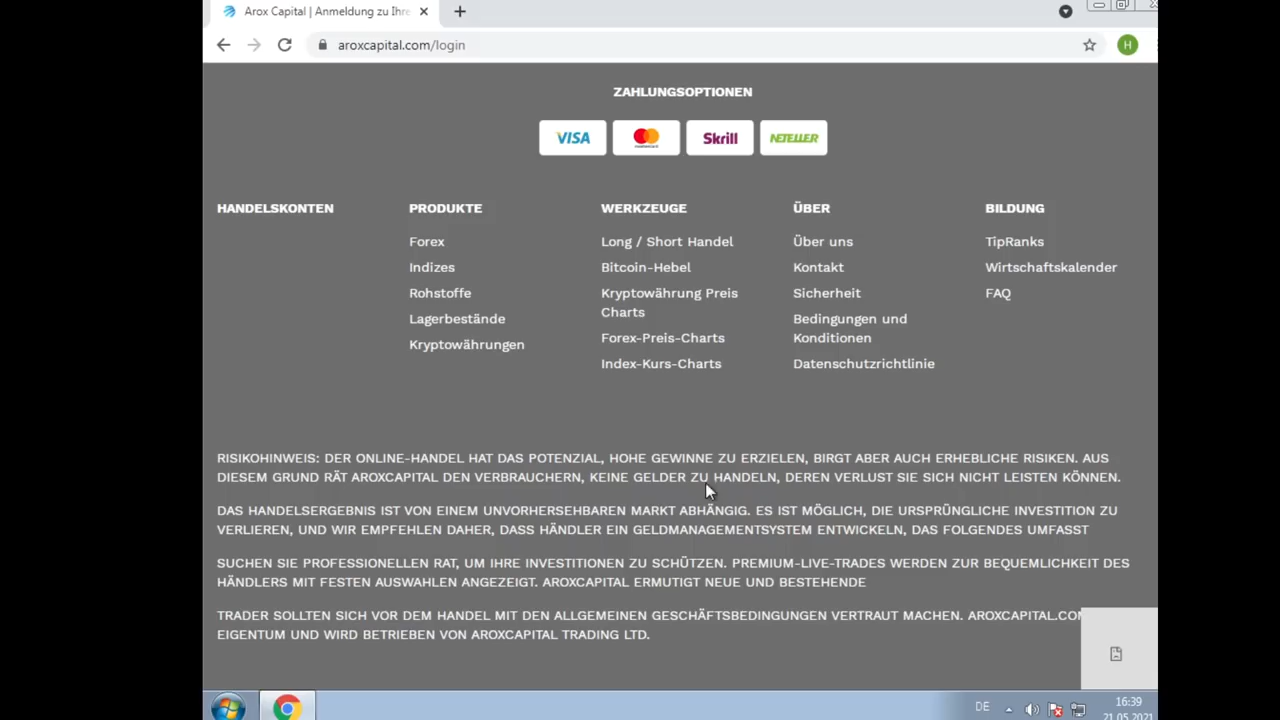 Arox Capital | Anmeldung zu Ihre
aroxcapital.com/login
H
ZAHLUNGSOPTIONEN
VISA
mastercard
Skrill
NETELLER
HANDELSKONTEN
PRODUKTE
Forex
Indizes
Rohstoffe
Lagerbestände
Kryptowährungen
WERKZEUGE
Long / Short Handel
Bitcoin-Hebel
Kryptowährung Preis
Charts
Forex-Preis-Charts
Index-Kurs-Charts
ÜBER
Über uns
Kontakt
Sicherheit
Bedingungen und
Konditionen
Datenschutzrichtlinie
BILDUNG
TipRanks
Wirtschaftskalender
FAQ
RISIKOHINWEIS: DER ONLINE-HANDEL HAT DAS POTENZIAL, HOHE GEWINNE ZU ERZIELEN, BIRGT ABER AUCH ERHEBLICHE RISIKEN. AUS
DIESEM GRUND RÄT AROXCAPITAL DEN VERBRAUCHERN, KEINE GELDER ZU HANDELN, DEREN VERLUST SIE SICH NICHT LEISTEN KÖNNEN.
DAS HANDELSERGEBNIS IST VON EINEM UNVORHERSEHBAREN MARKT ABHÄNGIG. ES IST MÖGLICH, DIE URSPRÜNGLICHE INVESTITION ZU
VERLIEREN, UND WIR EMPFEHLEN DAHER, DASS HÄNDLER EIN GELDMANAGEMENTSYSTEM ENTWICKELN, DAS FOLGENDES UMFASST
SUCHEN SIE PROFESSIONELLEN RAT, UM IHRE INVESTITIONEN ZU SCHÜTZEN. PREMIUM-LIVE-TRADES WERDEN ZUR BEQUEMLICHKEIT DES
HÄNDLERS MIT FESTEN AUSWAHLEN ANGEZEIGT. AROXCAPITAL ERMUTIGT NEUE UND BESTEHENDE
TRADER SOLLTEN SICH VOR DEM HANDEL MIT DEN ALLGEMEINEN GESCHÄFTSBEDINGUNGEN VERTRAUT MACHEN. AROXCAPITAL.COM
EIGENTUM UND WIRD BETRIEBEN VON AROXCAPITAL TRADING LTD.
DE
16:39
21.05.2021